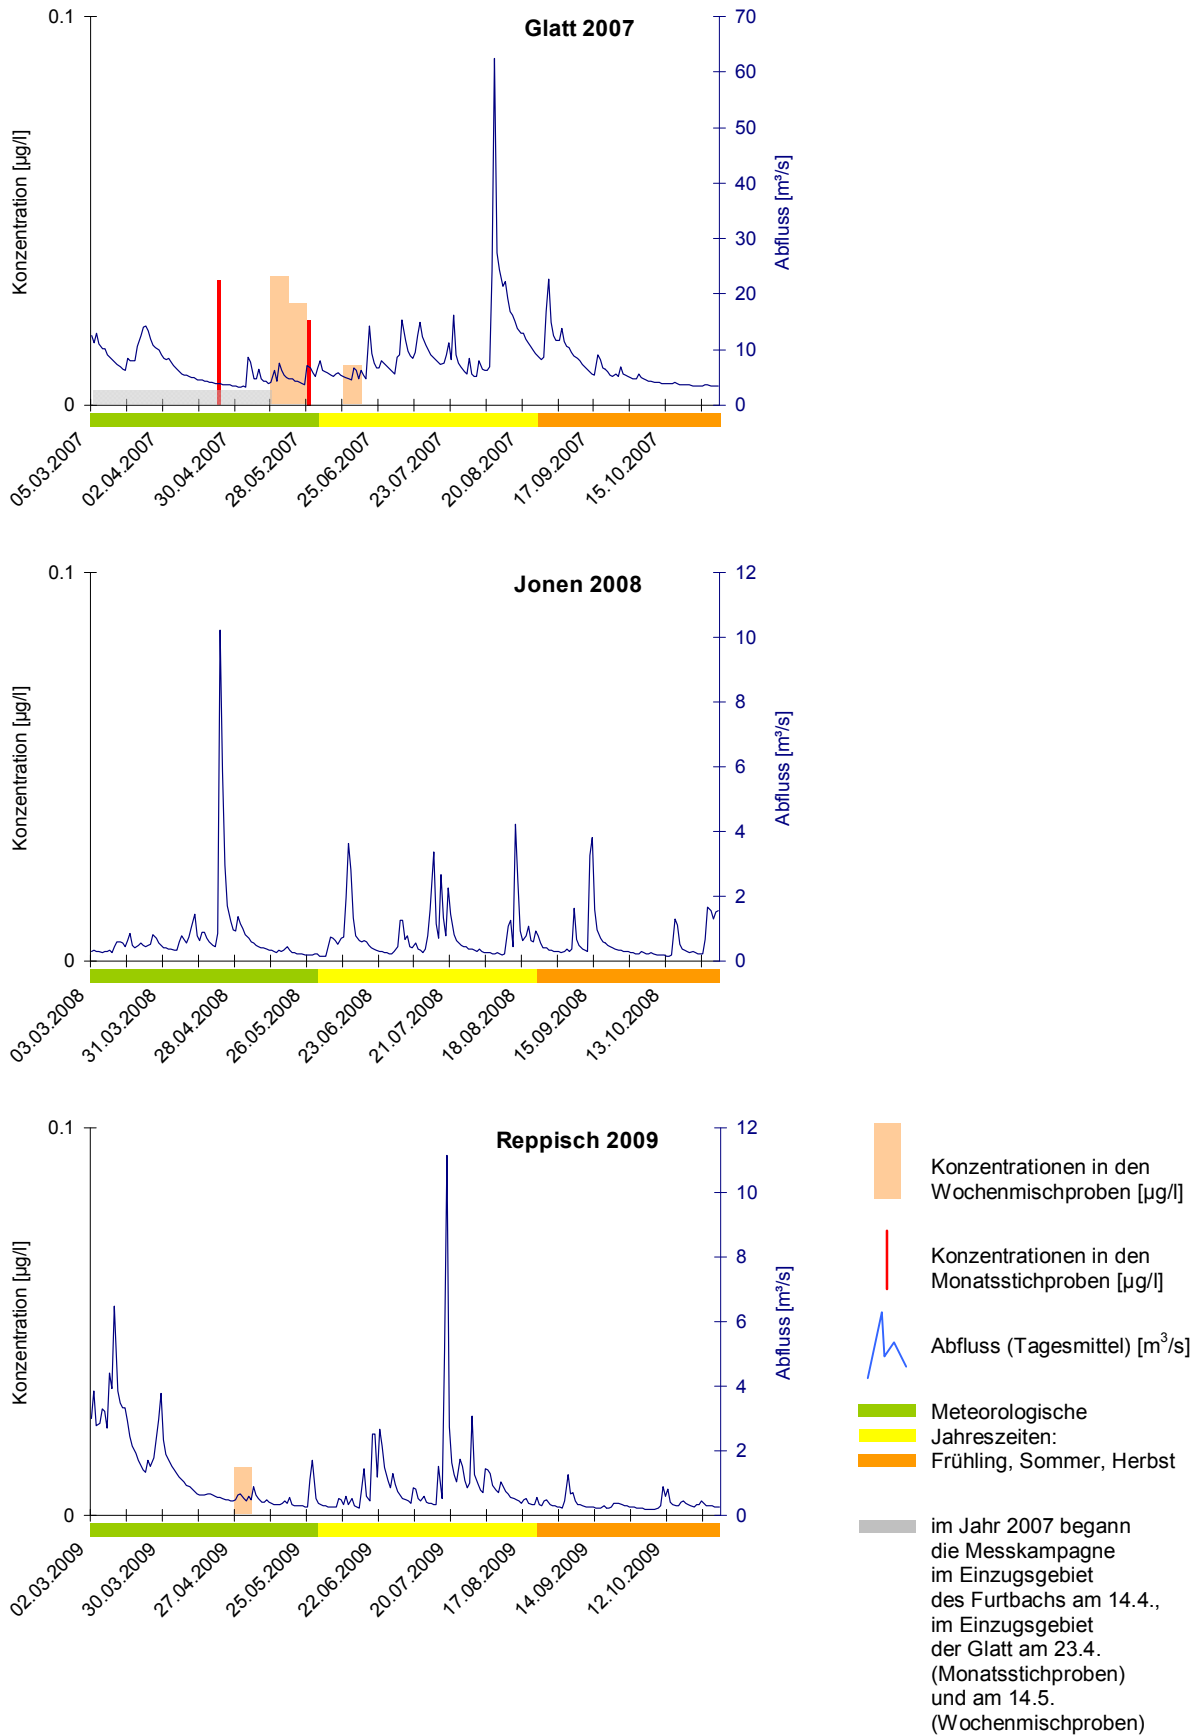 Glatt 2007
0.1
0
Konzentration [µg/l]
70
60
50
40
30
20
10
0
Abfluss [m³/s]
05.03.2007
02.04.2007
30.04.2007
28.05.2007
25.06.2007
23.07.2007
20.08.2007
17.09.2007
15.10.2007
Jonen 2008
0.1
0
Konzentration [µg/l]
12
10
8
6
4
2
0
Abfluss [m³/s]
03.03.2008
31.03.2008
28.04.2008
26.05.2008
23.06.2008
21.07.2008
18.08.2008
15.09.2008
13.10.2008
Reppisch 2009
0.1
0
Konzentration [µg/l]
12
10
8
6
4
2
0
Abfluss [m³/s]
02.03.2009
30.03.2009
27.04.2009
25.05.2009
22.06.2009
20.07.2009
17.08.2009
14.09.2009
12.10.2009
Konzentrationen in den
Wochenmischproben [µg/l]
Konzentrationen in den
Monatsstichproben [µg/l]
Abfluss (Tagesmittel) [m³/s]
Meteorologische
Jahreszeiten:
Frühling, Sommer, Herbst
im Jahr 2007 begann
die Messkampagne
im Einzugsgebiet
des Furtbachs am 14.4.,
im Einzugsgebiet
der Glatt am 23.4.
(Monatsstichproben)
und am 14.5.
(Wochenmischproben)